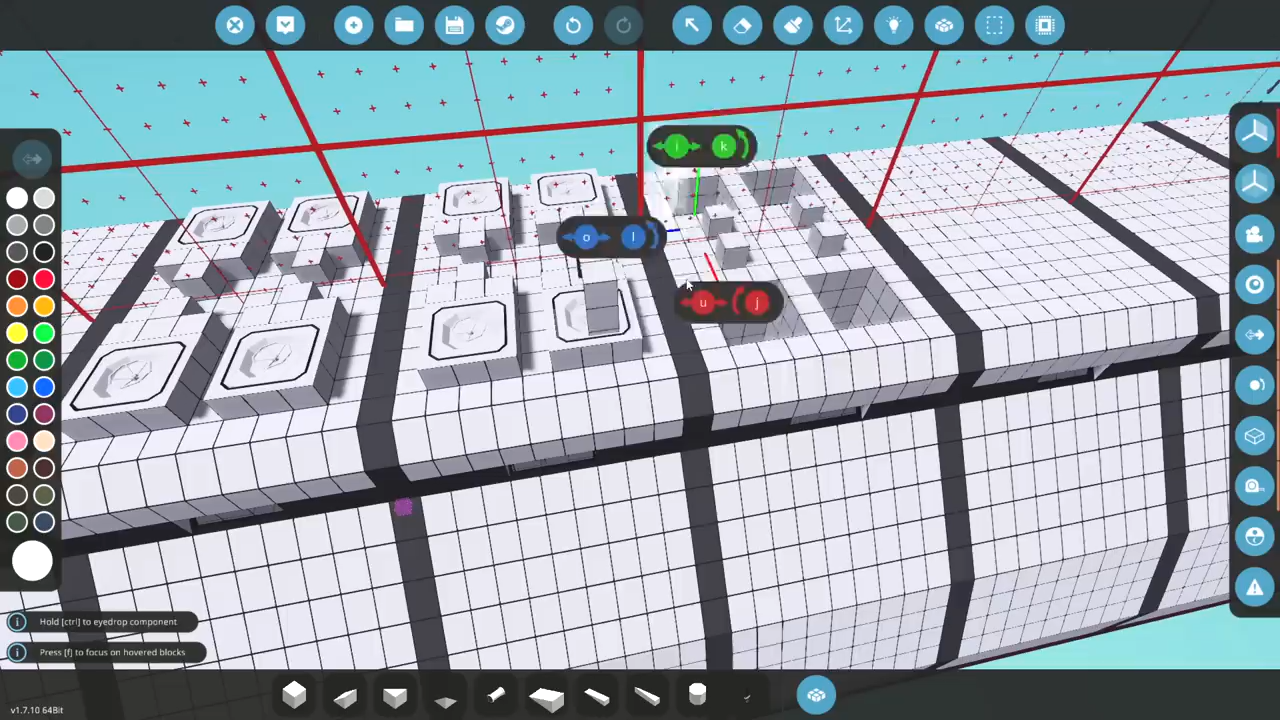 i k
o l
u j
Hold [ctrl] to eyedrop component
Press [f] to focus on hovered blocks
v1.7.10 64Bit